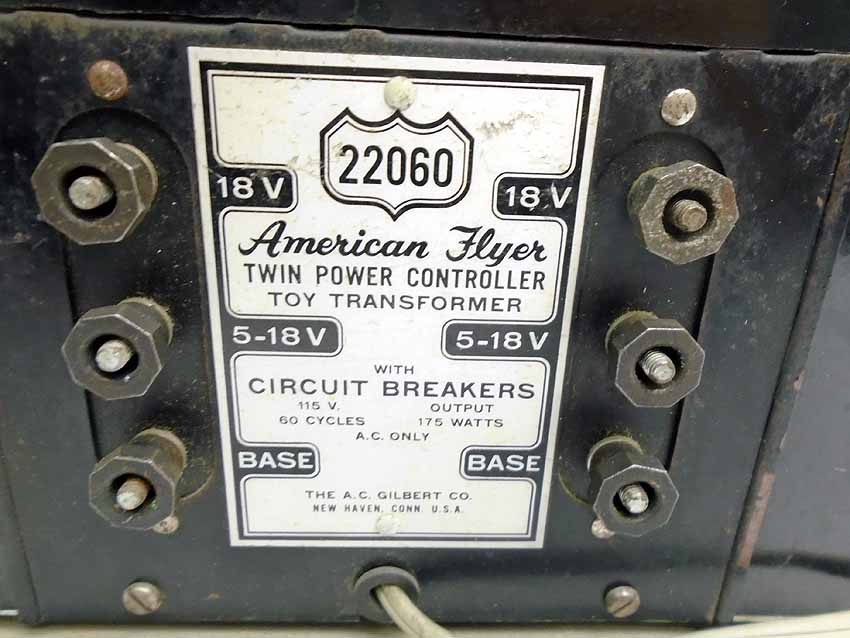 22060
18 V 18 V
American Flyer
TWIN POWER CONTROLLER
TOY TRANSFORMER
5-18 V 5-18 V
WITH
CIRCUIT BREAKERS
115 V. OUTPUT
60 CYCLES 175 WATTS
A.C. ONLY
BASE BASE
THE A.C. GILBERT CO.
NEW HAVEN, CONN. U.S.A.